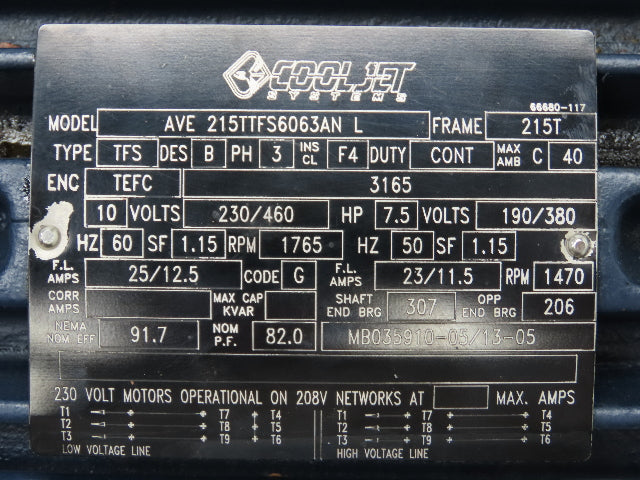 COOLJET
SYSTEMS
66680-117
MODEL AVE 215TTFS6063AN L FRAME 215T
TYPE TFS DES B PH 3 INS CL F4 DUTY CONT MAX AMB C 40
ENC TEFC 3165
10 VOLTS 230/460 HP 7.5 VOLTS 190/380
HZ 60 SF 1.15 RPM 1765 HZ 50 SF 1.15
F.L. AMPS 25/12.5 CODE G F.L. AMPS 23/11.5 RPM 1470
CORR AMPS MAX CAP KVAR SHAFT END BRG 307 OPP END BRG 206
NEMA NOM EFF 91.7 NOM P.F. 82.0 MB035910-05/13-05
230 VOLT MOTORS OPERATIONAL ON 208V NETWORKS AT MAX. AMPS
T1 T7 T4 T1 T7 T4
T2 T8 T5 T2 T8 T5
T3 T9 T6 T3 T9 T6
LOW VOLTAGE LINE HIGH VOLTAGE LINE